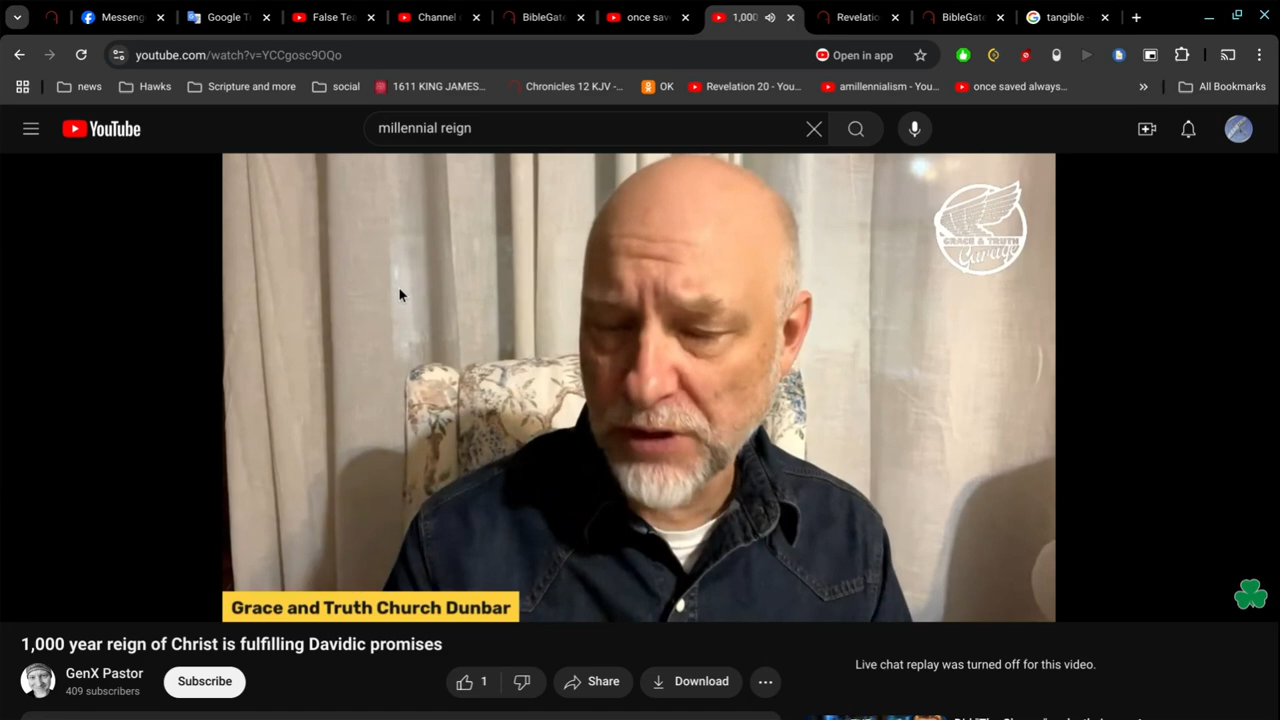 Messeng
Google T
False Tea
Channel
BibleGat
once sav
1,000
Revelatio
BibleGat
tangible
youtube.com/watch?v=YCCgosc9OQo
Open in app
news
Hawks
Scripture and more
social
1611 KING JAMES...
Chronicles 12 KJV -...
OK
Revelation 20 - You...
amillennialism - You...
once saved always...
All Bookmarks
YouTube
millennial reign
GRACE & TRUTH
Garage
Grace and Truth Church Dunbar
1,000 year reign of Christ is fulfilling Davidic promises
GenX Pastor
409 subscribers
Subscribe
1
Share
Download
Live chat replay was turned off for this video.